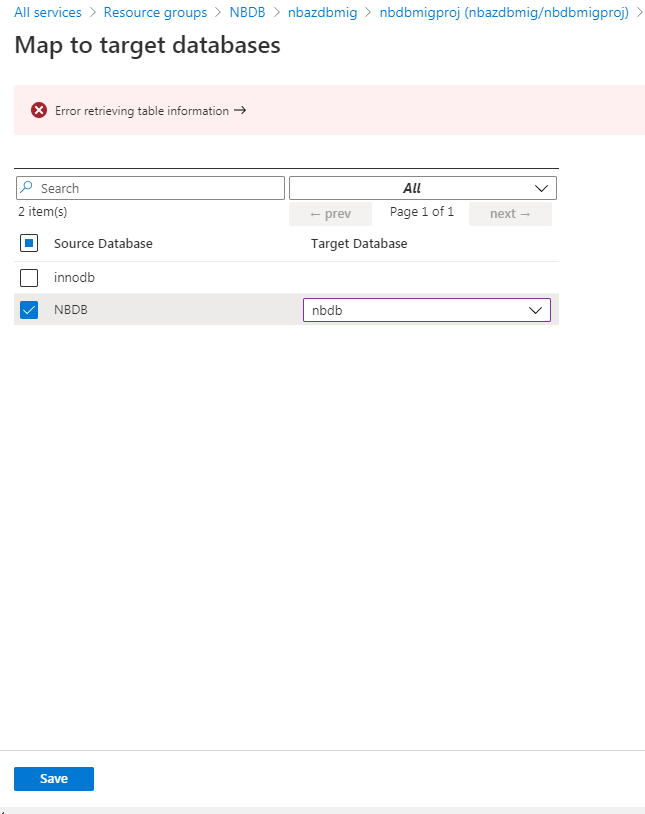 All services > Resource groups > NBDB > nbazdbmig > nbdbmigproj (nbazdbmig/nbdbmigproj) >
Map to target databases
Error retrieving table information →
Search
All
2 item(s)
← prev
Page 1 of 1
next →
Source Database
Target Database
innodb
NBDB
nbdb
Save